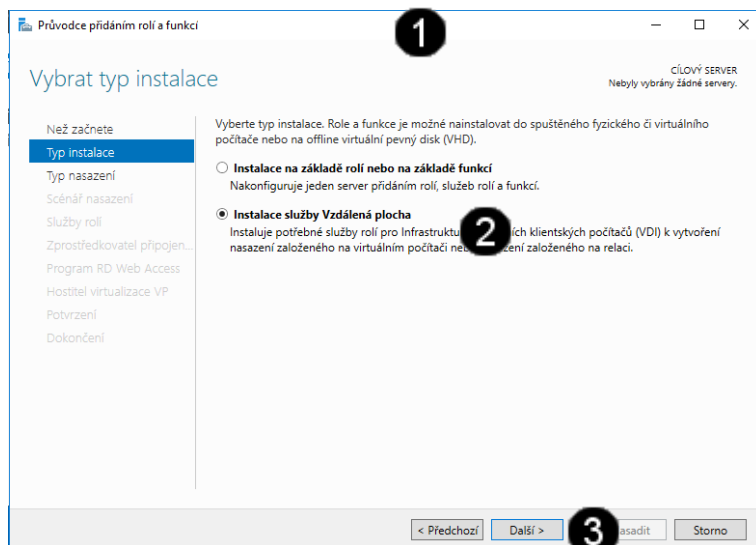 Průvodce přidáním rolí a funkcí
1
Vybrat typ instalace
CÍLOVÝ SERVER
Nebyly vybrány žádné servery.
Než začnete
Typ instalace
Typ nasazení
Scénář nasazení
Služby rolí
Zprostředkovatel připojen...
Program RD Web Access
Hostitel virtualizace VP
Potvrzení
Dokončení
Vyberte typ instalace. Role a funkce je možné nainstalovat do spuštěného fyzického či virtuálního
počítače nebo na offline virtuální pevný disk (VHD).
Instalace na základě rolí nebo na základě funkcí
Nakonfiguruje jeden server přidáním rolí, služeb rolí a funkcí.
Instalace služby Vzdálená plocha
Instaluje potřebné služby rolí pro klientských počítačů (VDI) k vytvoření
nasazení založeného na virtuálním počítači založeného na relaci.
2
< Předchozí
Další >
3
Storno